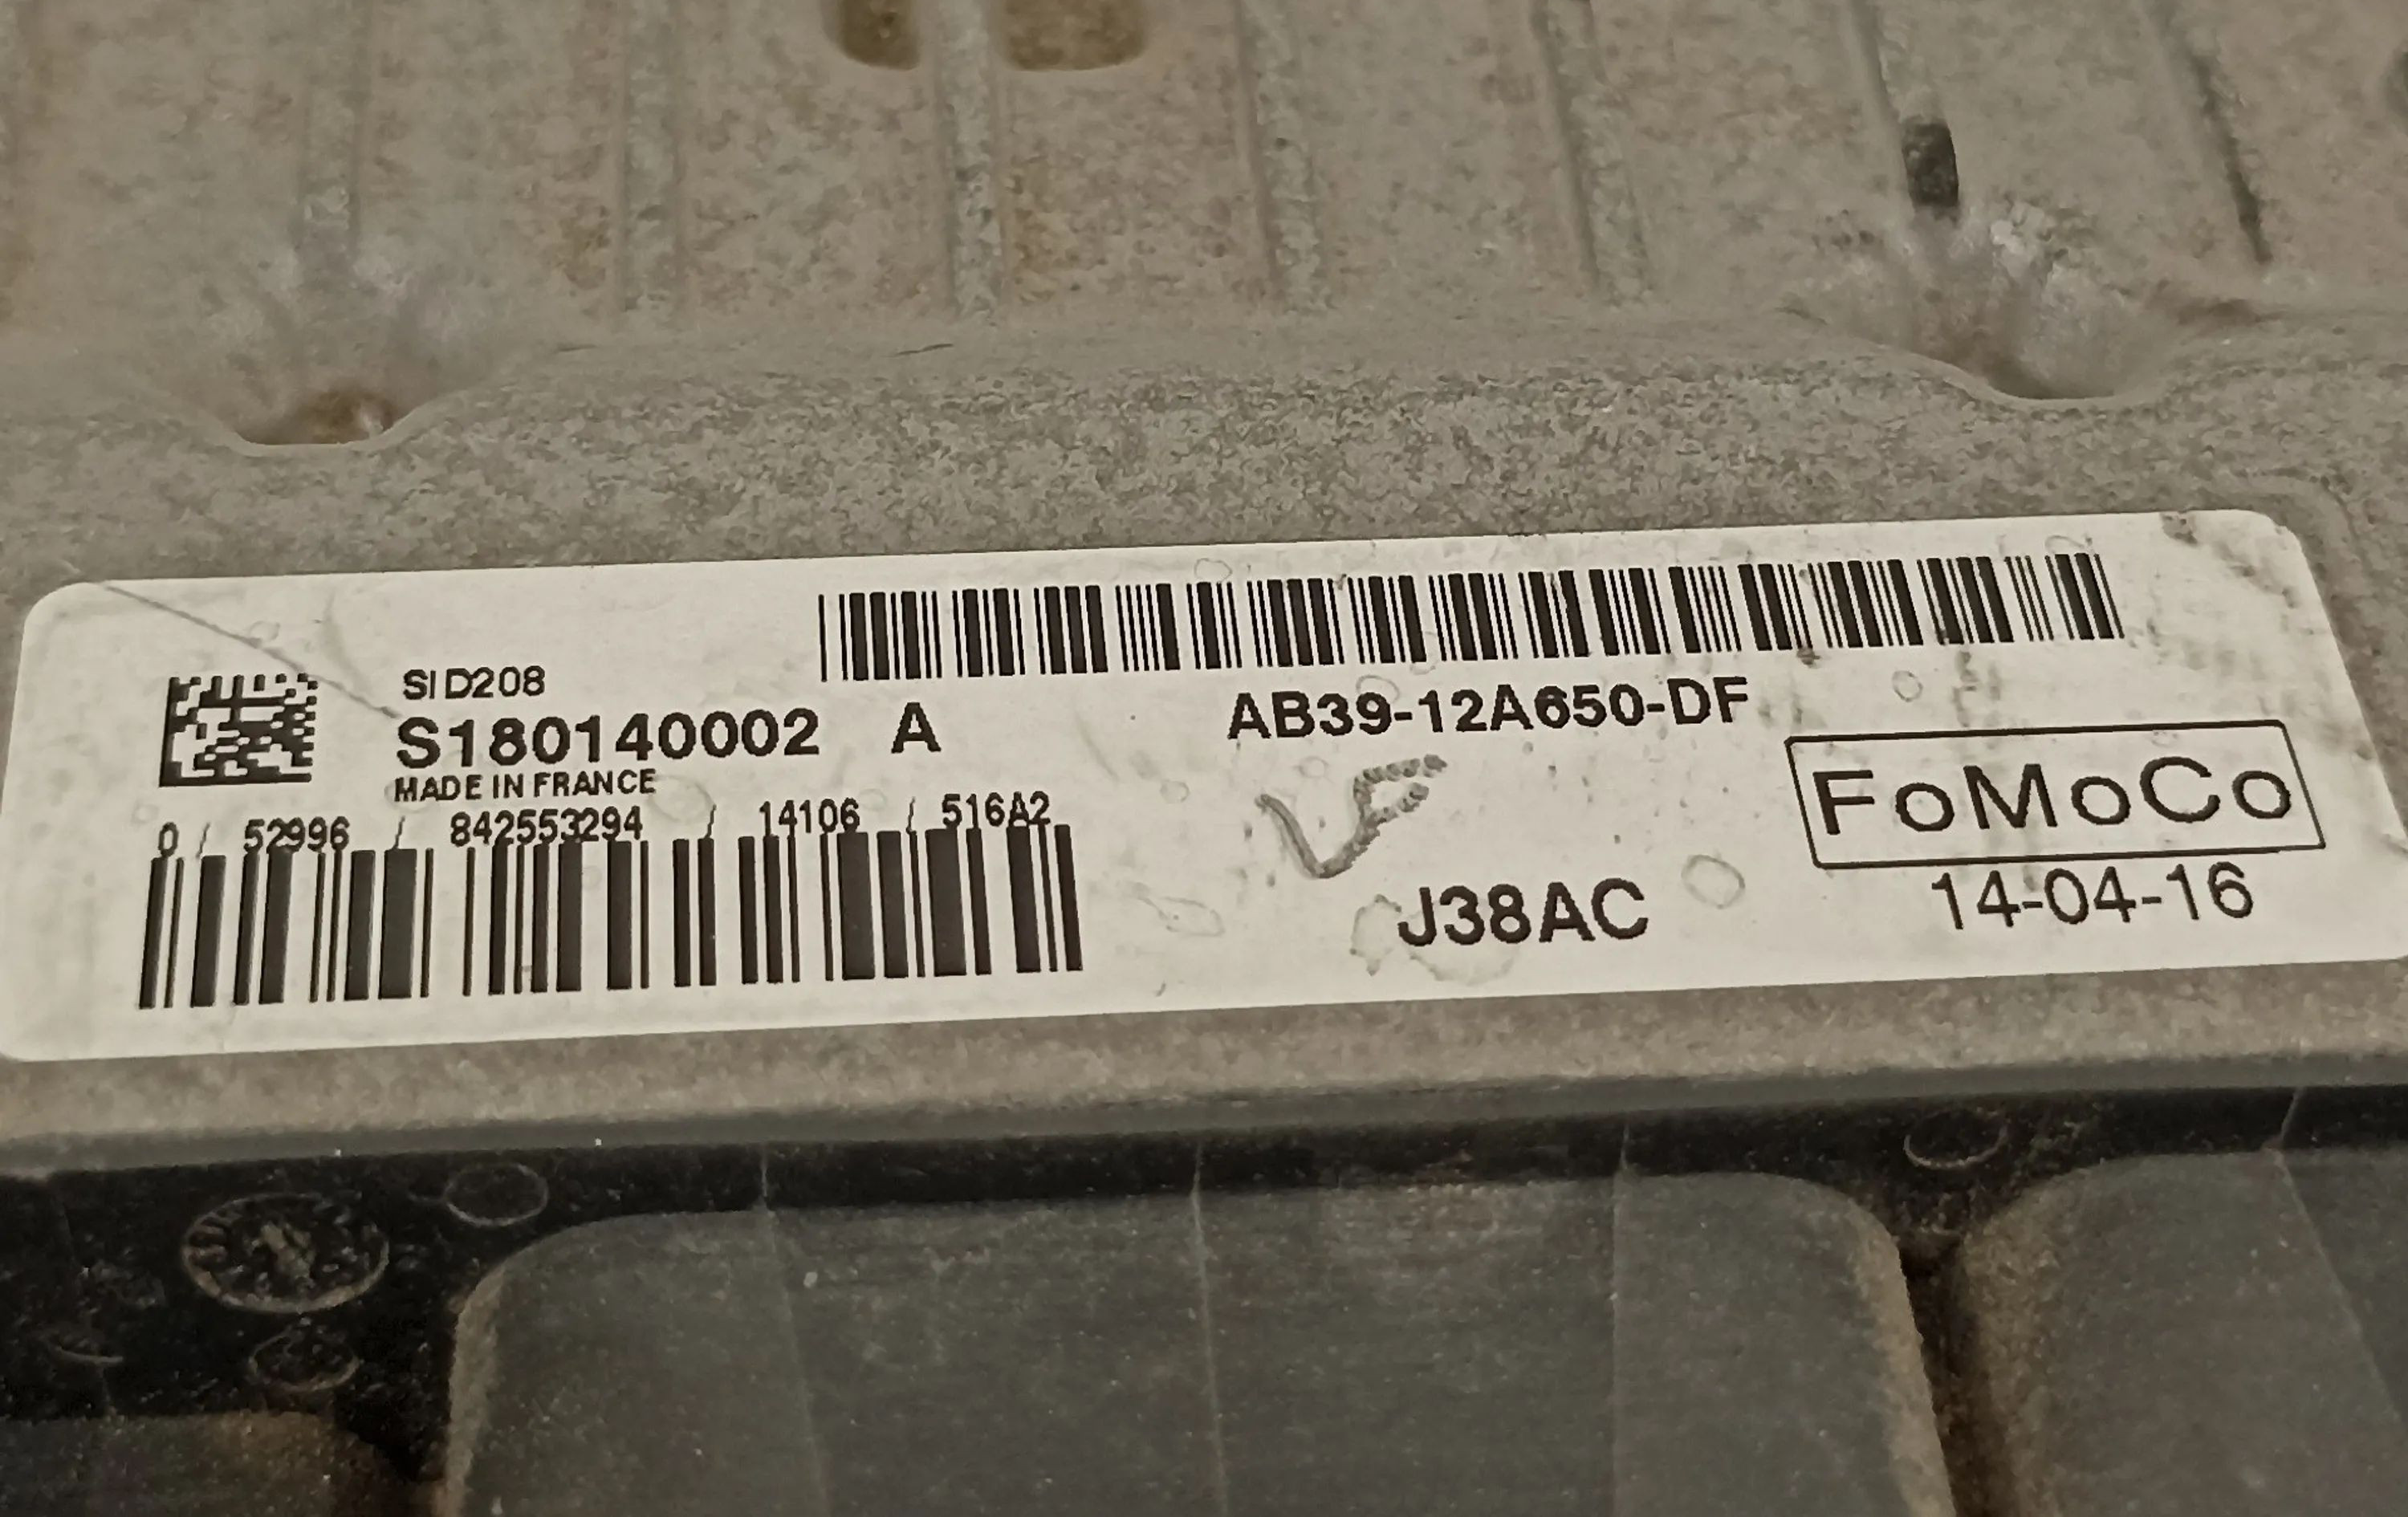 SID208
S180140002 A
MADE IN FRANCE
0 / 52996 / 842553294 / 14106 / 516A2
AB39-12A650-DF
FoMoCo
J38AC
14-04-16